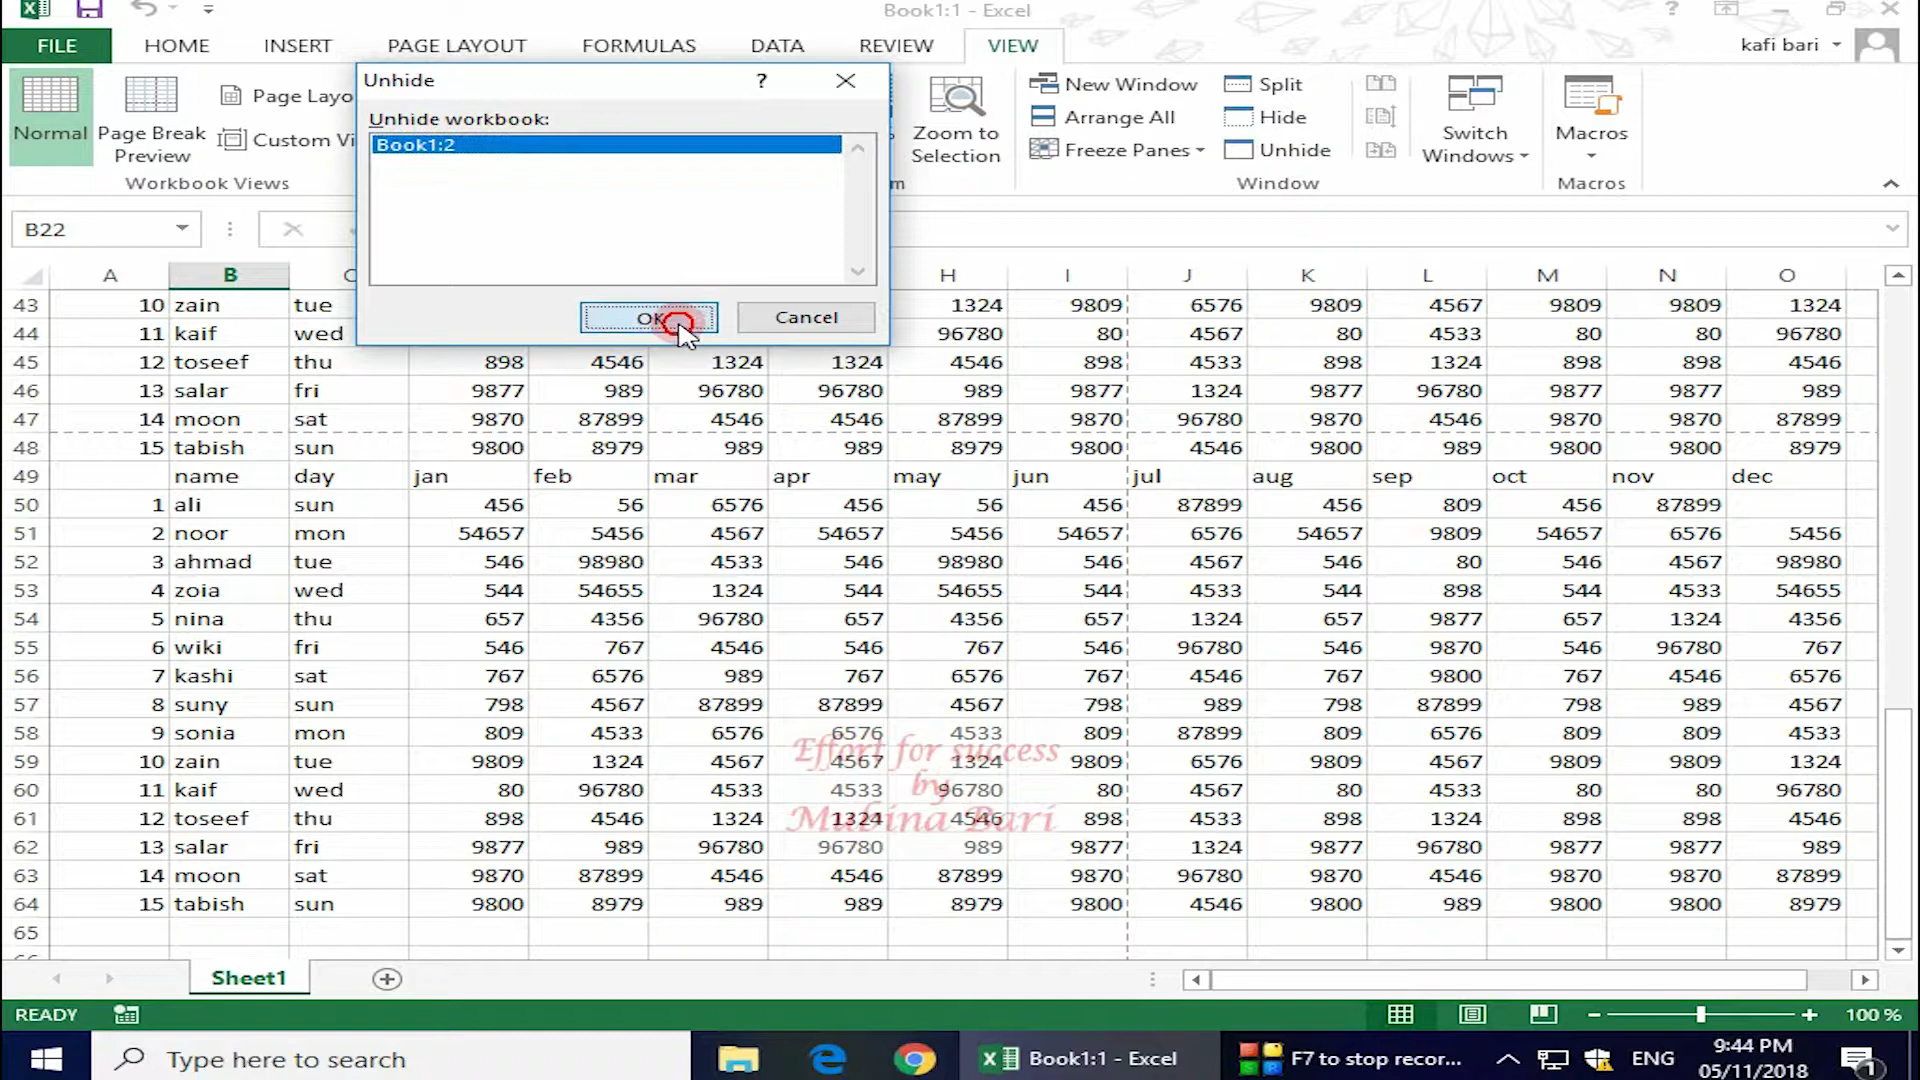 Book1:1 - Excel
FILE HOME INSERT PAGE LAYOUT FORMULAS DATA REVIEW VIEW kafi bari
Normal Page Break Preview Page Layo Custom Vi Workbook Views
Zoom to Selection
New Window Arrange All Freeze Panes Split Hide Unhide Switch Windows Window
Macros Macros
Unhide ?
Unhide workbook:
Book1:2
OK Cancel
B22
A B C H I J K L M N O
43 10 zain tue 1324 9809 6576 9809 4567 9809 9809 1324
44 11 kaif wed 96780 80 4567 80 4533 80 80 96780
45 12 toseef thu 898 4546 1324 1324 4546 898 4533 898 1324 898 898 4546
46 13 salar fri 9877 989 96780 96780 989 9877 1324 9877 96780 9877 9877 989
47 14 moon sat 9870 87899 4546 4546 87899 9870 96780 9870 4546 9870 9870 87899
48 15 tabish sun 9800 8979 989 989 8979 9800 4546 9800 989 9800 9800 8979
49 name day jan feb mar apr may jun jul aug sep oct nov dec
50 1 ali sun 456 56 6576 456 56 456 87899 456 809 456 87899
51 2 noor mon 54657 5456 4567 54657 5456 54657 6576 54657 9809 54657 6576 5456
52 3 ahmad tue 546 98980 4533 546 98980 546 4567 546 80 546 4567 98980
53 4 zoia wed 544 54655 1324 544 54655 544 4533 544 898 544 4533 54655
54 5 nina thu 657 4356 96780 657 4356 657 1324 657 9877 657 1324 4356
55 6 wiki fri 546 767 4546 546 767 546 96780 546 9870 546 96780 767
56 7 kashi sat 767 6576 989 767 6576 767 4546 767 9800 767 4546 6576
57 8 suny sun 798 4567 87899 87899 4567 798 989 798 87899 798 989 4567
58 9 sonia mon 809 4533 6576 6576 4533 809 87899 809 6576 809 809 4533
59 10 zain tue 9809 1324 4567 4567 1324 9809 6576 9809 4567 9809 9809 1324
60 11 kaif wed 80 96780 4533 4533 96780 80 4567 80 4533 80 80 96780
61 12 toseef thu 898 4546 1324 1324 4546 898 4533 898 1324 898 898 4546
62 13 salar fri 9877 989 96780 96780 989 9877 1324 9877 96780 9877 9877 989
63 14 moon sat 9870 87899 4546 4546 87899 9870 96780 9870 4546 9870 9870 87899
64 15 tabish sun 9800 8979 989 989 8979 9800 4546 9800 989 9800 9800 8979
65
Effort for success
by
Mubina Bari
Sheet1
READY 100 %
Type here to search Book1:1 - Excel F7 to stop recor... ENG 9:44 PM
05/11/2018 1